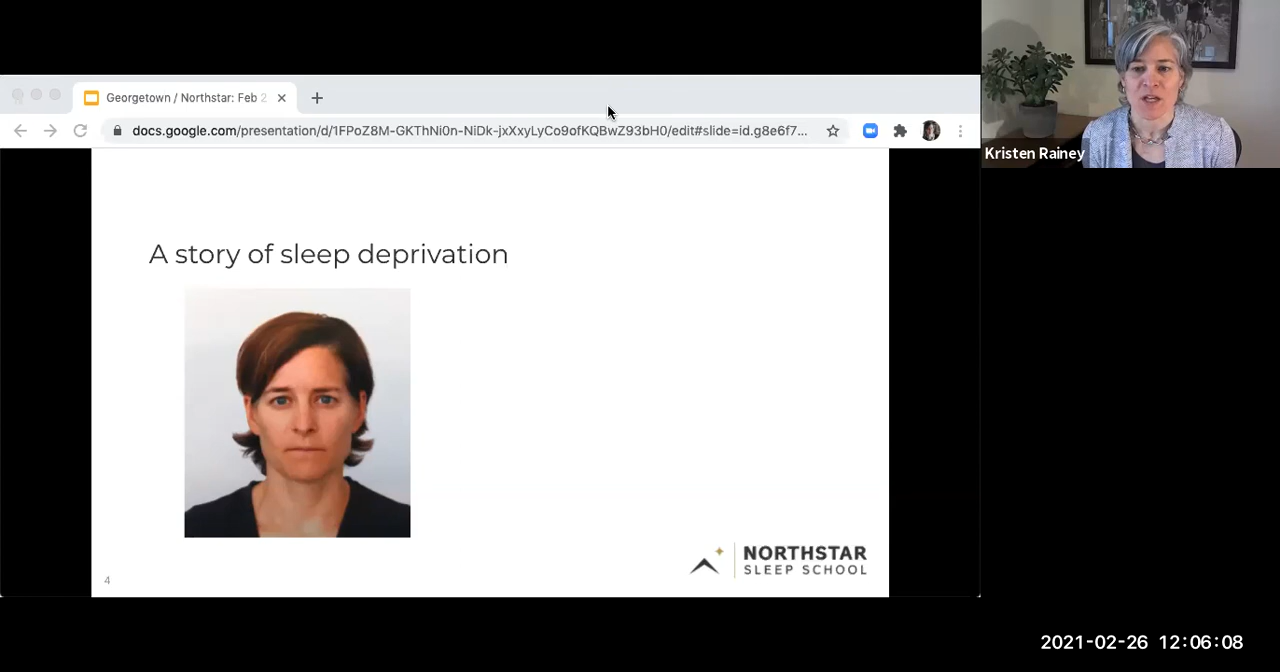 Georgetown / Northstar: Feb 2
docs.google.com/presentation/d/1FPoZ8M-GKThNi0n-NiDk-jxXxyLyCo9ofKQBwZ93bH0/edit#slide=id.g8e6f7...
Kristen Rainey
A story of sleep deprivation
NORTHSTAR
SLEEP SCHOOL
4
2021-02-26 12:06:08